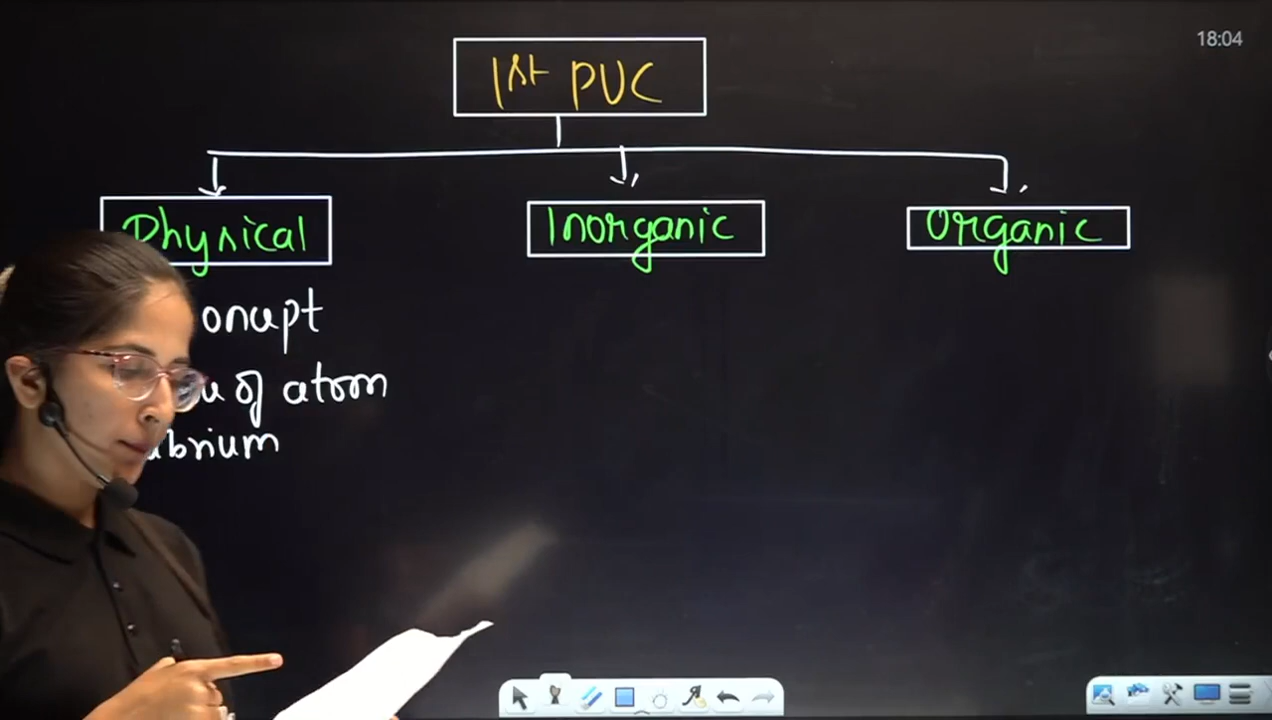 18:04
1st PUC
Physical
Inorganic
Organic
of atom